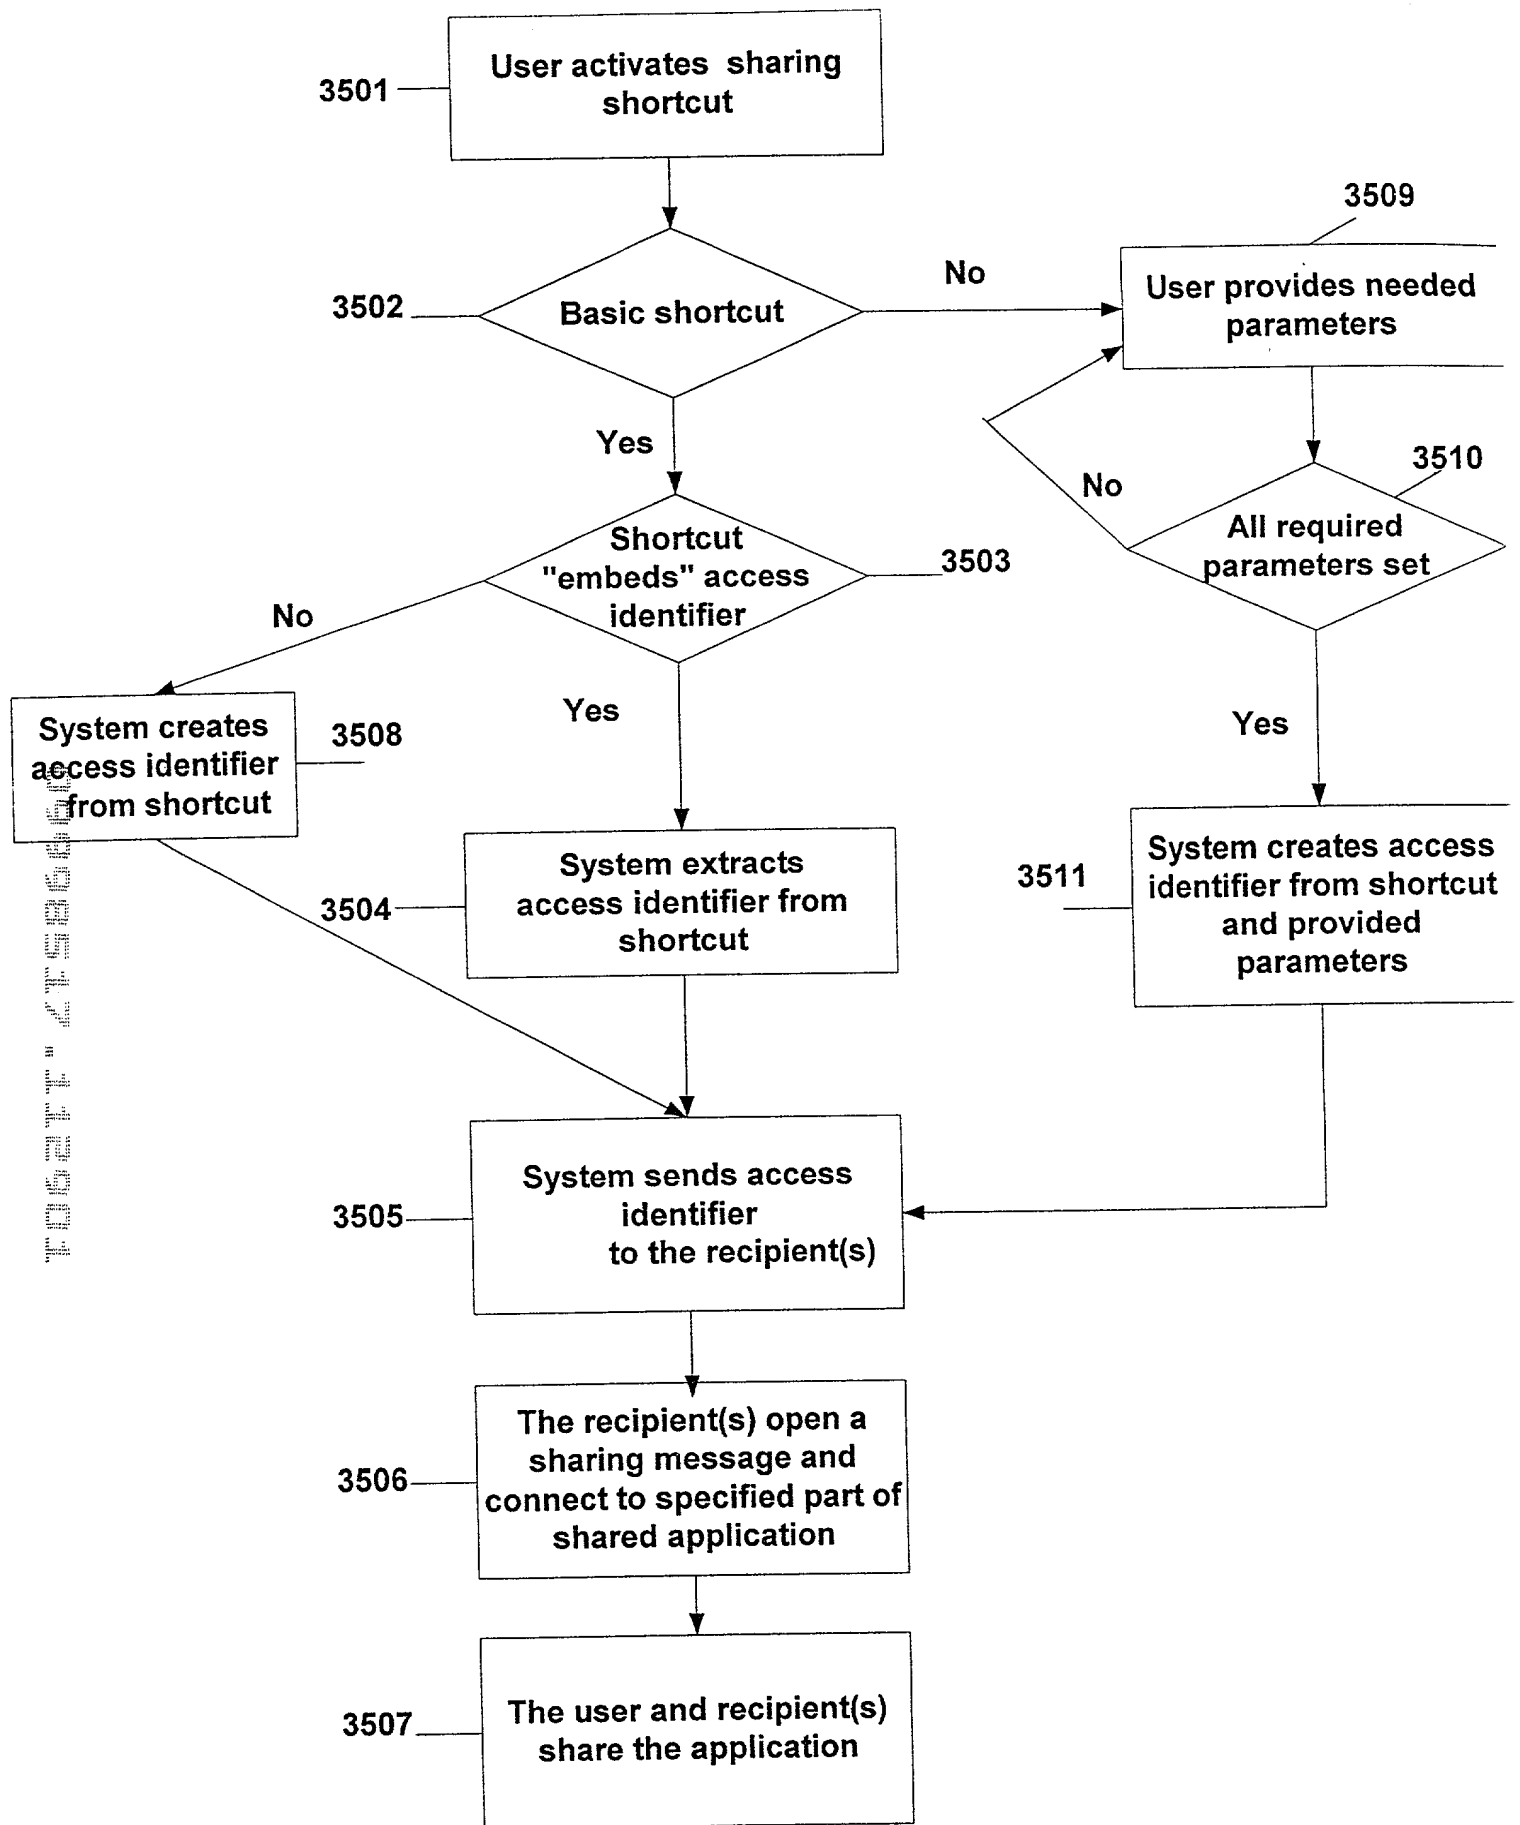 User activates sharing
shortcut
3501
3509
3502
Basic shortcut
No
User provides needed
parameters
Yes
No
3510
Shortcut
"embeds" access
identifier
3503
All required
parameters set
No
Yes
Yes
System creates
access identifier
from shortcut
3508
3504
System extracts
access identifier from
shortcut
3511
System creates access
identifier from shortcut
and provided
parameters
3505
System sends access
identifier
to the recipient(s)
3506
The recipient(s) open a
sharing message and
connect to specified part of
shared application
3507
The user and recipient(s)
share the application